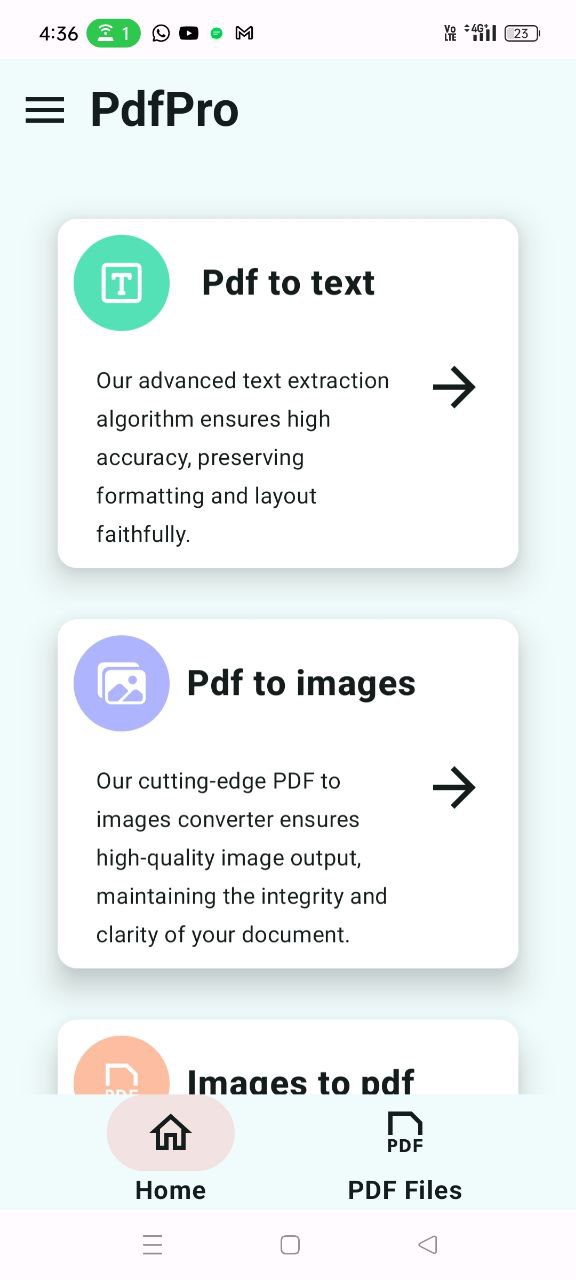 4:36
1
Vo
LTE
4G+
23
PdfPro
Pdf to text
Our advanced text extraction
algorithm ensures high
accuracy, preserving
formatting and layout
faithfully.
Pdf to images
Our cutting-edge PDF to
images converter ensures
high-quality image output,
maintaining the integrity and
clarity of your document.
PDF
Images to pdf
PDF
Home
PDF Files